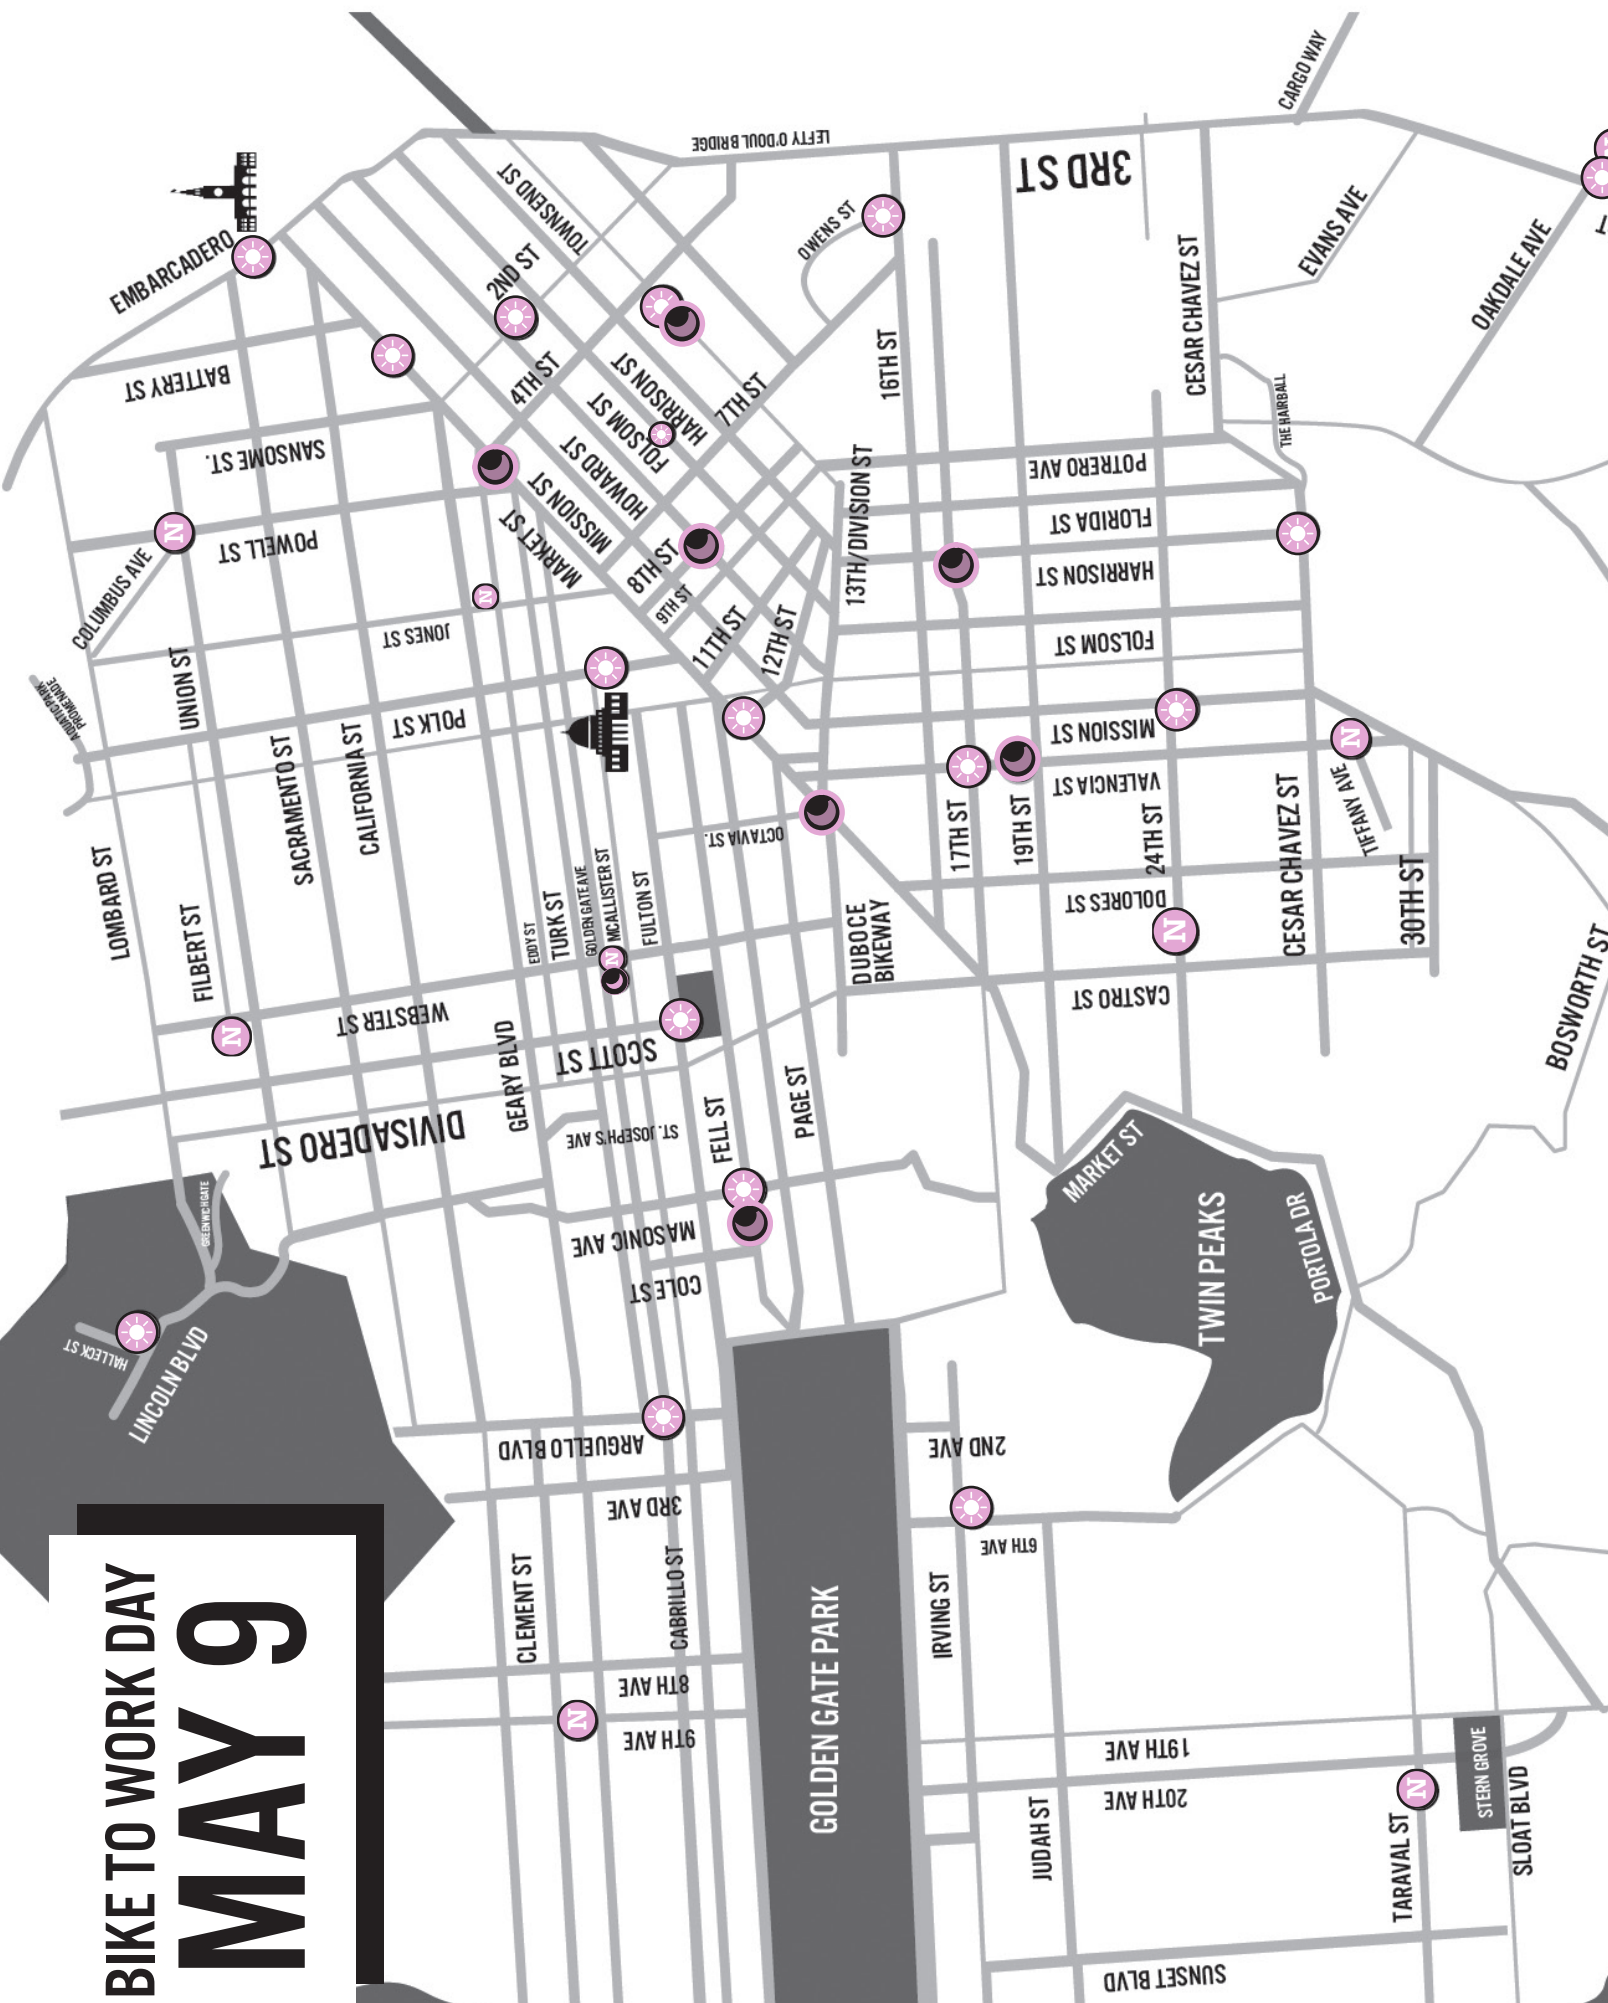 CARGO WAY
LEFTY O'DOUL BRIDGE
3RD ST
TOWNSEND ST
OWENS ST
EVANS AVE
OAKDALE AVE
EMBARCADERO
2ND ST
CESAR CHAVEZ ST
BATTERY ST
4TH ST
HARRISON ST
7TH ST
16TH ST
THE HAIRBALL
SANSOME ST.
FOLSOM ST
HOWARD ST
MISSION ST
MARKET ST
POTRERO AVE
13TH/DIVISION ST
FLORIDA ST
POWELL ST
8TH ST
9TH ST
HARRISON ST
COLUMBUS AVE
N
N
JONES ST
11TH ST
12TH ST
FOLSOM ST
AQUATIC PARK
PROMENADE
UNION ST
POLK ST
MISSION ST
N
VALENCIA ST
TIFFANY AVE
SACRAMENTO ST
CALIFORNIA ST
OCTAVIA ST.
17TH ST
19TH ST
24TH ST
CESAR CHAVEZ ST
30TH ST
LOMBARD ST
FILBERT ST
EDDY ST
TURK ST
GOLDEN GATE AVE
MCALLISTER ST
FULTON ST
DUBOCE
BIKEWAY
DOLORES ST
N
N
CASTRO ST
BOSWORTH ST
N
WEBSTER ST
GEARY BLVD
SCOTT ST
DIVISADERO ST
ST. JOSEPH'S AVE
FELL ST
PAGE ST
MARKET ST
TWIN PEAKS
PORTOLA DR
GREENWICH GATE
MASONIC AVE
COLE ST
HALLECK ST
LINCOLN BLVD
ARGUELLO BLVD
2ND AVE
3RD AVE
6TH AVE
CLEMENT ST
CABRILLO ST
GOLDEN GATE PARK
IRVING ST
8TH AVE
N
9TH AVE
19TH AVE
20TH AVE
JUDAH ST
N
TARAVAL ST
STERN GROVE
SLOAT BLVD
SUNSET BLVD
BIKE TO WORK DAY
MAY 9